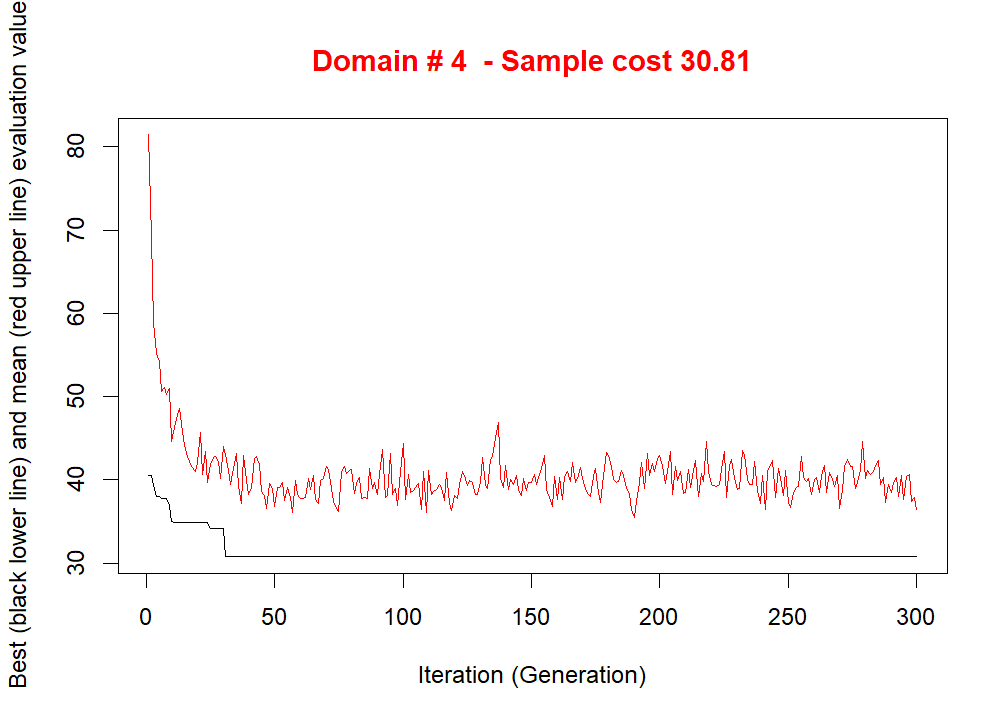 Domain # 4  - Sample cost 30.81
Best (black lower line) and mean (red upper line) evaluation value
80
70
60
50
40
30
0 50 100 150 200 250 300
Iteration (Generation)